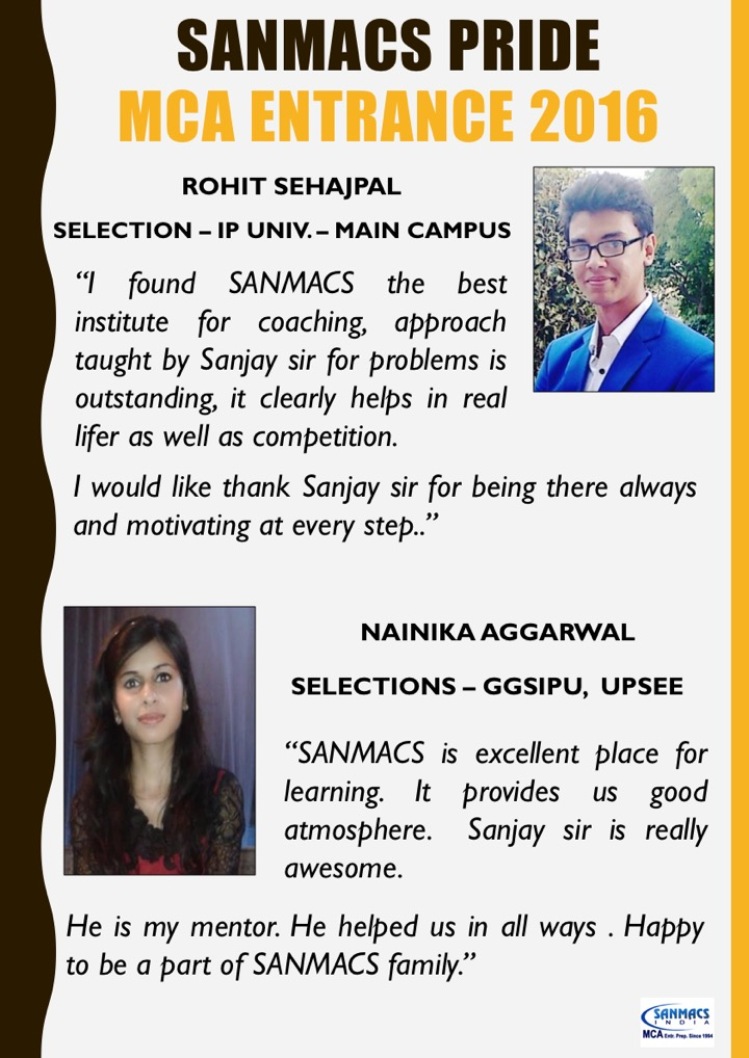 SANMACS PRIDE
MCA ENTRANCE 2016
ROHIT SEHAJPAL
SELECTION – IP UNIV. – MAIN CAMPUS
“I found SANMACS the best
institute for coaching, approach
taught by Sanjay sir for problems is
outstanding, it clearly helps in real
lifer as well as competition.
I would like thank Sanjay sir for being there always
and motivating at every step..”
NAINIKA AGGARWAL
SELECTIONS – GGSIPU, UPSEE
“SANMACS is excellent place for
learning. It provides us good
atmosphere. Sanjay sir is really
awesome.
He is my mentor. He helped us in all ways . Happy
to be a part of SANMACS family.”
SANMACS
INDIA
MCA Entr. Prep. Since 1994